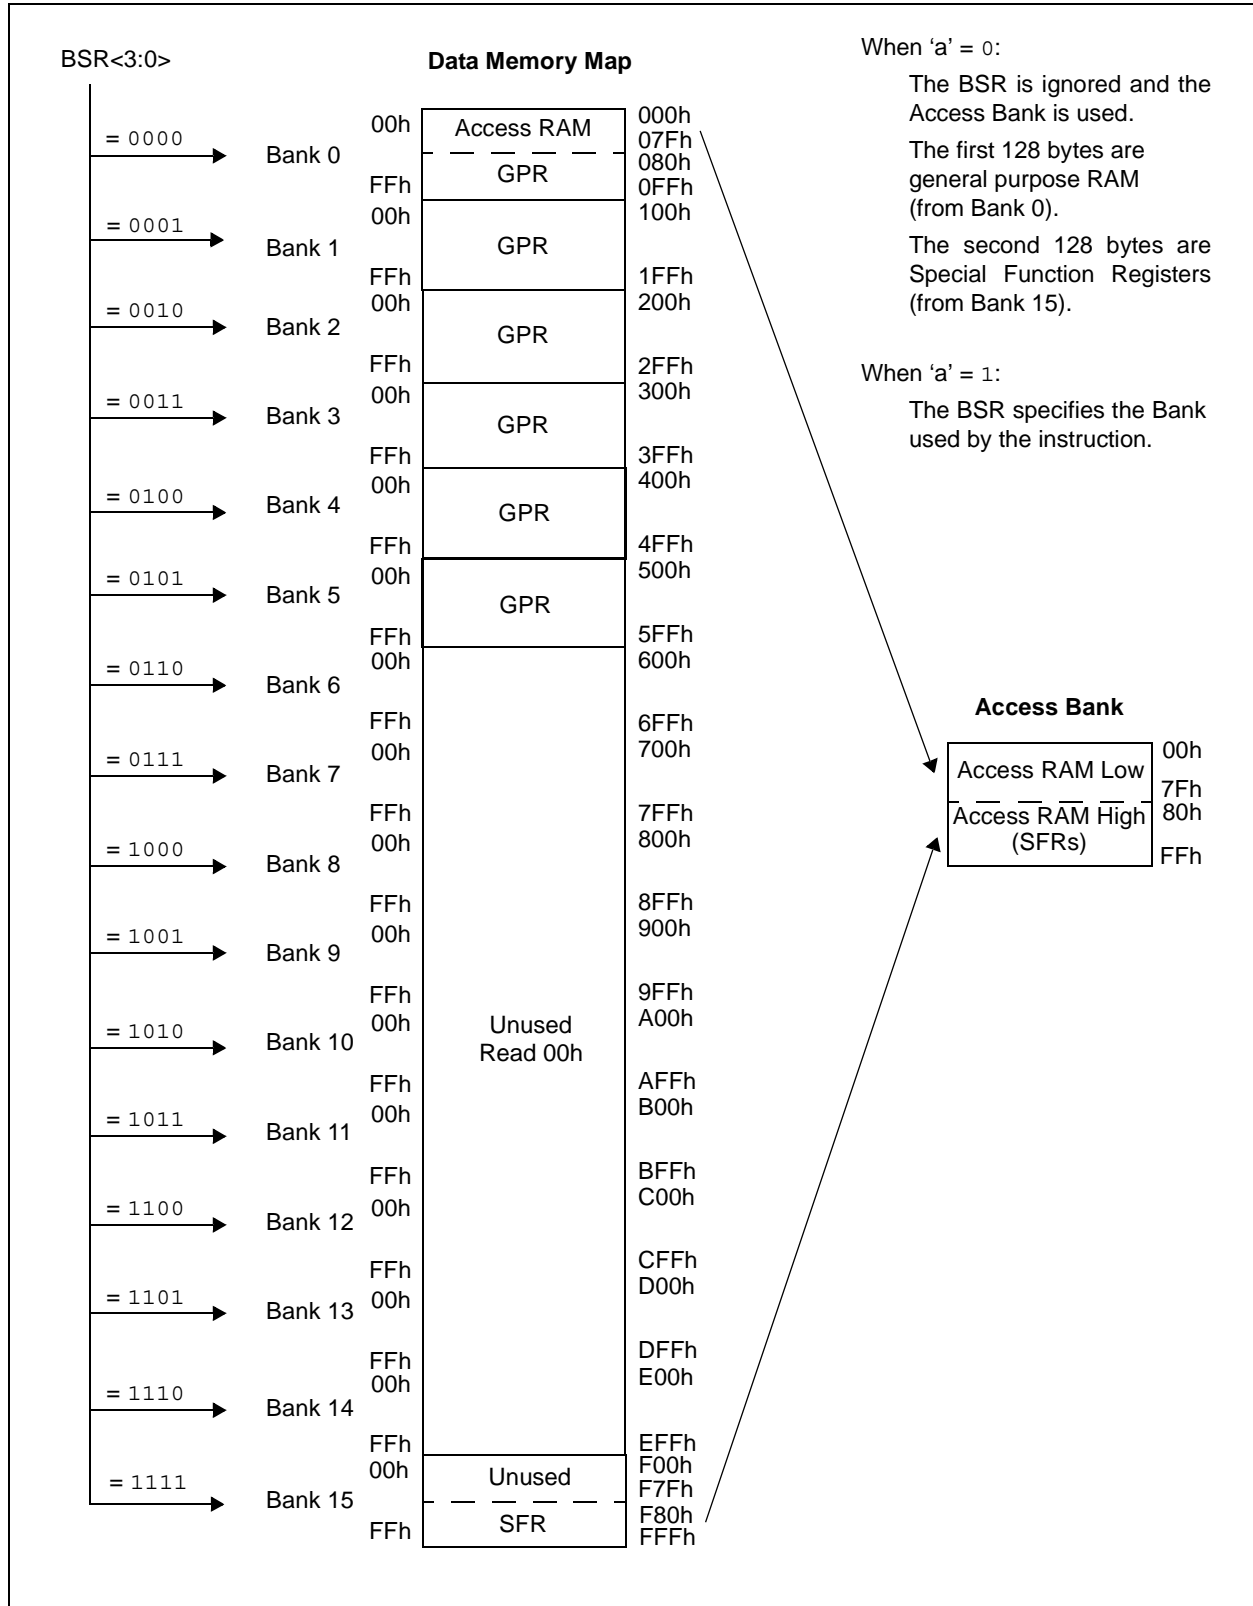 BSR<3:0>
Data Memory Map
When ‘a’ = 0:
The BSR is ignored and the
Access Bank is used.
The first 128 bytes are
general purpose RAM
(from Bank 0).
The second 128 bytes are
Special Function Registers
(from Bank 15).
When ‘a’ = 1:
The BSR specifies the Bank
used by the instruction.
= 0000
Bank 0
00h
Access RAM
000h
07Fh
GPR
080h
FFh
0FFh
= 0001
Bank 1
00h
GPR
100h
FFh
1FFh
= 0010
Bank 2
00h
GPR
200h
FFh
2FFh
= 0011
Bank 3
00h
GPR
300h
FFh
3FFh
= 0100
Bank 4
00h
GPR
400h
FFh
4FFh
= 0101
Bank 5
00h
GPR
500h
FFh
5FFh
= 0110
Bank 6
00h
600h
FFh
6FFh
= 0111
Bank 7
00h
700h
FFh
7FFh
= 1000
Bank 8
00h
800h
FFh
8FFh
= 1001
Bank 9
00h
900h
FFh
9FFh
= 1010
Bank 10
00h
Unused
Read 00h
A00h
FFh
AFFh
= 1011
Bank 11
00h
B00h
FFh
BFFh
= 1100
Bank 12
00h
C00h
FFh
CFFh
= 1101
Bank 13
00h
D00h
FFh
DFFh
= 1110
Bank 14
00h
E00h
FFh
EFFh
= 1111
Bank 15
00h
Unused
F00h
F7Fh
SFR
F80h
FFh
FFFh
Access Bank
Access RAM Low
00h
7Fh
Access RAM High
(SFRs)
80h
FFh